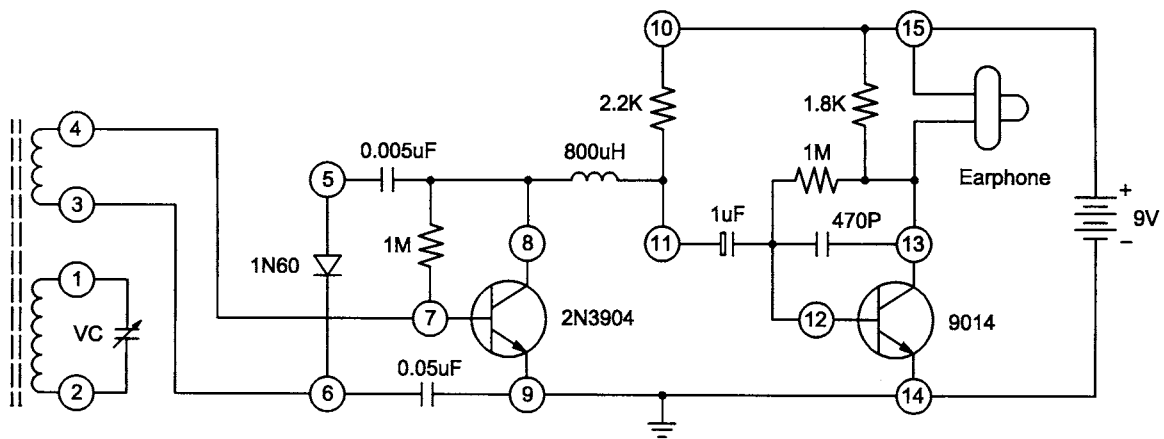 10
15
2.2K
1.8K
4
0.005uF
800uH
1M
Earphone
+
9V
−
5
3
1uF
470P
11
13
1M
8
1N60
1
VC
7
2N3904
12
9014
2
0.05uF
6
9
14